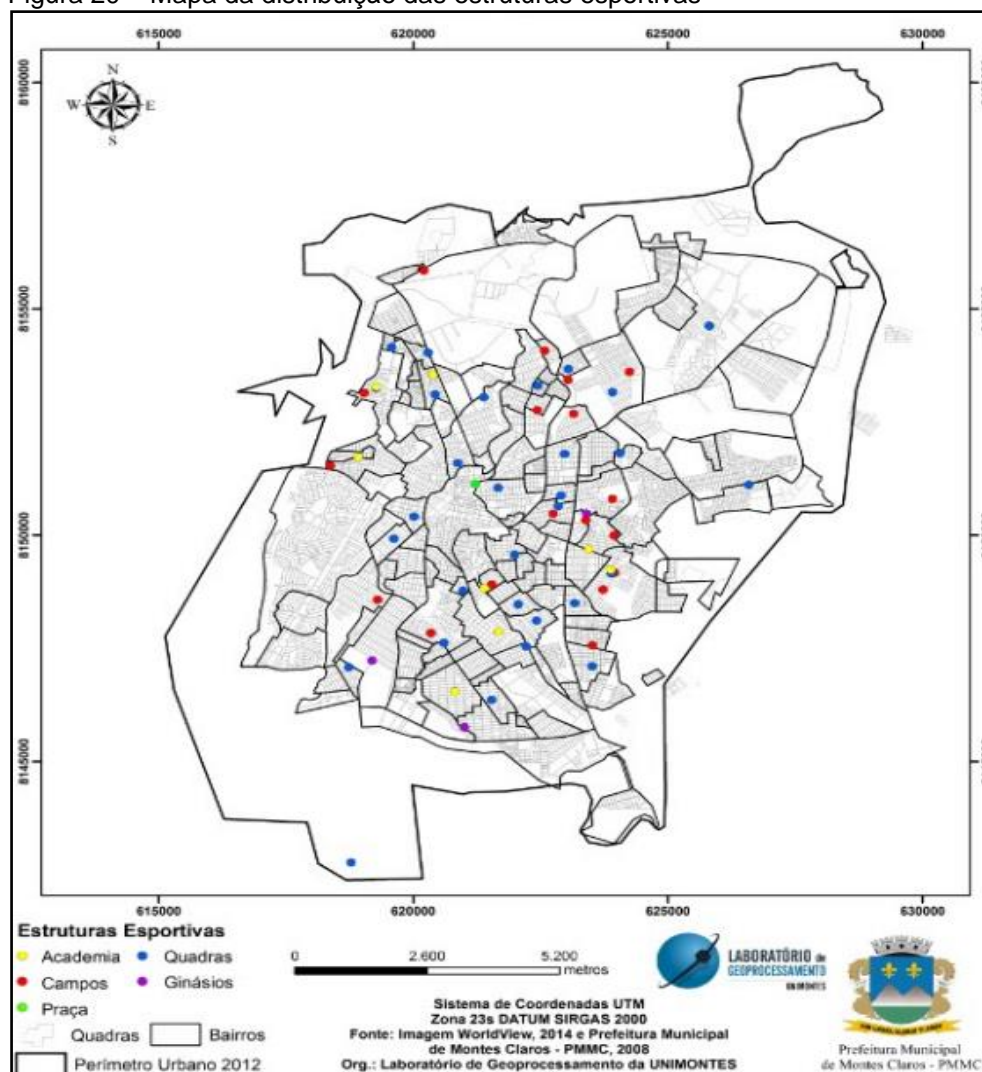 Figura 20 – Mapa da distribuição das estruturas esportivas
615000 620000 625000 630000
8160000
8155000
8150000
8145000
N
W E
S
615000 620000 625000 630000
Estruturas Esportivas
Academia Quadras
Campos Ginásios
Praça
Quadras Bairros
Perímetro Urbano 2012
0 2.600 5.200
metros
Sistema de Coordenadas UTM
Zona 23s DATUM SIRGAS 2000
Fonte: Imagem WorldView, 2014 e Prefeitura Municipal
de Montes Claros - PMMC, 2008
Org.: Laboratório de Geoprocessamento da UNIMONTES
LABORATÓRIO de
GEOPROCESSAMENTO
UNIMONTES
Prefeitura Municipal
de Montes Claros - PMMC